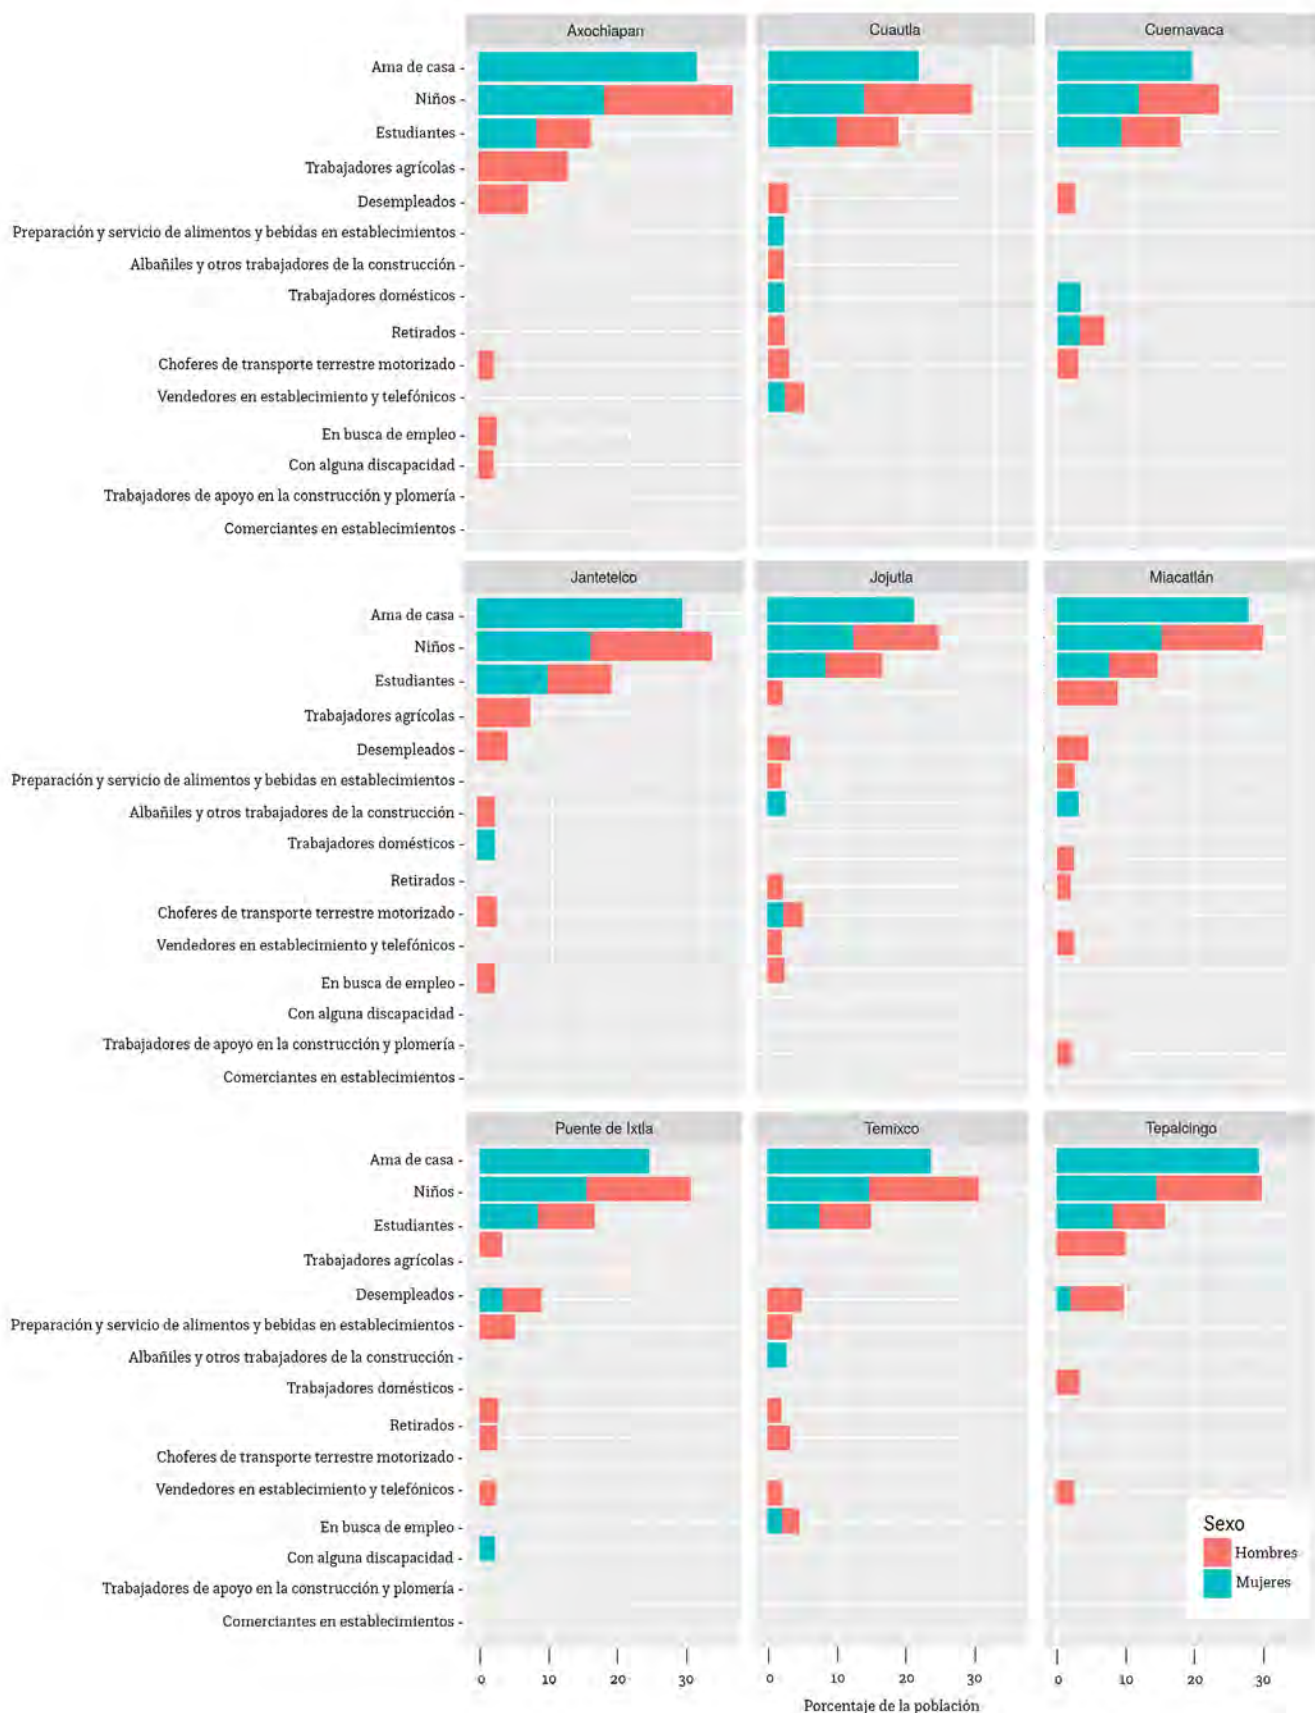 Axochiapan
Cuautla
Cuernavaca
Ama de casa -
Niños -
Estudiantes -
Trabajadores agrícolas -
Desempleados -
Preparación y servicio de alimentos y bebidas en establecimientos -
Albañiles y otros trabajadores de la construcción -
Trabajadores domésticos -
Retirados -
Choferes de transporte terrestre motorizado -
Vendedores en establecimiento y telefónicos -
En busca de empleo -
Con alguna discapacidad -
Trabajadores de apoyo en la construcción y plomería -
Comerciantes en establecimientos -
Jantetelco
Jojutla
Miacatlán
Ama de casa -
Niños -
Estudiantes -
Trabajadores agrícolas -
Desempleados -
Preparación y servicio de alimentos y bebidas en establecimientos -
Albañiles y otros trabajadores de la construcción -
Trabajadores domésticos -
Retirados -
Choferes de transporte terrestre motorizado -
Vendedores en establecimiento y telefónicos -
En busca de empleo -
Con alguna discapacidad -
Trabajadores de apoyo en la construcción y plomería -
Comerciantes en establecimientos -
Puente de Ixtla
Temixco
Tepalcingo
Ama de casa -
Niños -
Estudiantes -
Trabajadores agrícolas -
Desempleados -
Preparación y servicio de alimentos y bebidas en establecimientos -
Albañiles y otros trabajadores de la construcción -
Trabajadores domésticos -
Retirados -
Choferes de transporte terrestre motorizado -
Vendedores en establecimiento y telefónicos -
En busca de empleo -
Con alguna discapacidad -
Trabajadores de apoyo en la construcción y plomería -
Comerciantes en establecimientos -
Sexo
Hombres
Mujeres
0 10 20 30
0 10 20 30
0 10 20 30
Porcentaje de la población